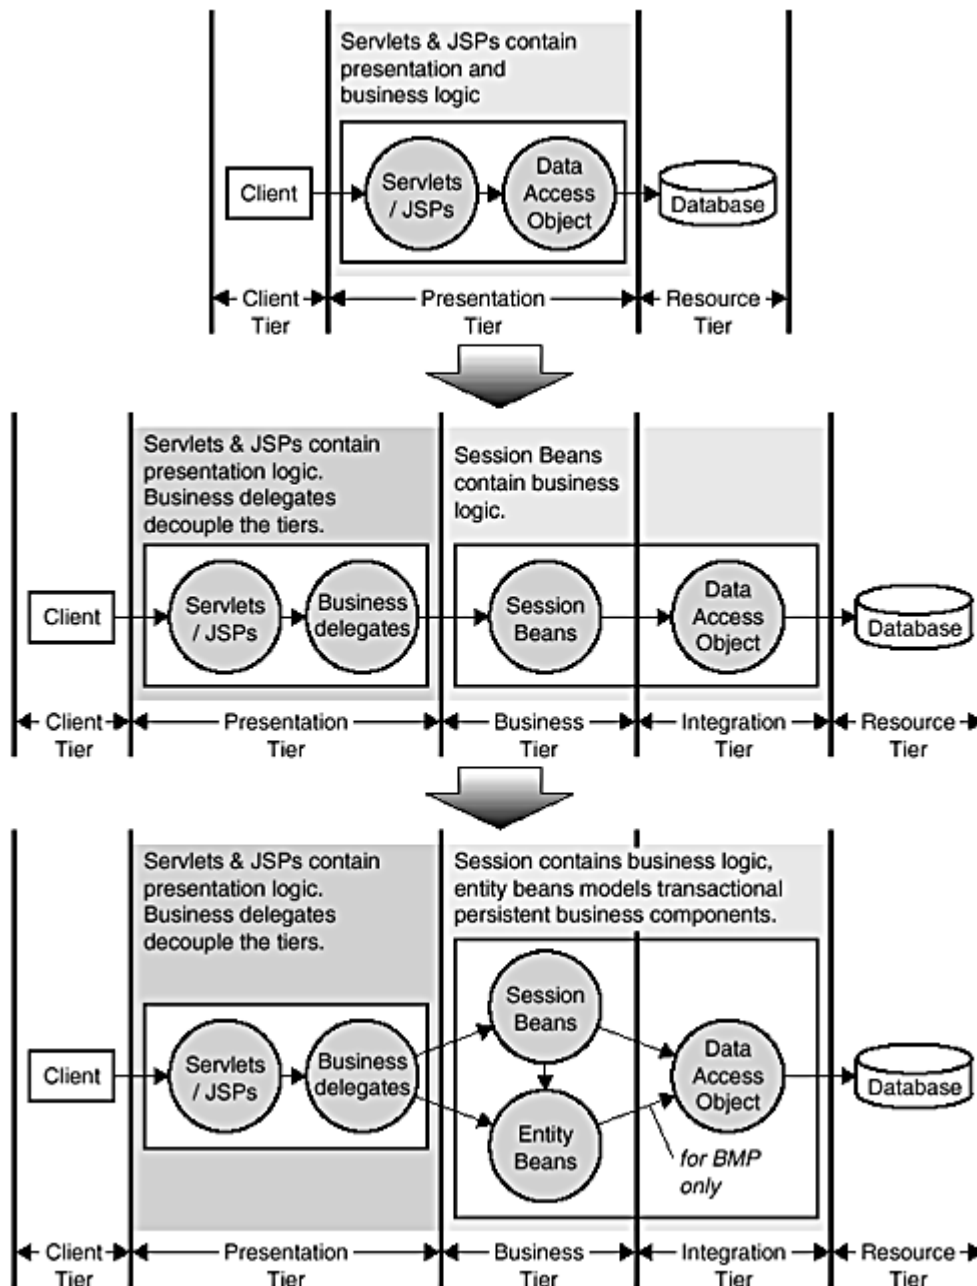 Servlets & JSPs contain
presentation and
business logic
Client
Servlets
/ JSPs
Data
Access
Object
Database
Client
Tier
Presentation
Tier
Resource
Tier
Servlets & JSPs contain
presentation logic.
Business delegates
decouple the tiers.
Session Beans
contain business
logic.
Client
Servlets
/ JSPs
Business
delegates
Session
Beans
Data
Access
Object
Database
Client
Tier
Presentation
Tier
Business
Tier
Integration
Tier
Resource
Tier
Servlets & JSPs contain
presentation logic.
Business delegates
decouple the tiers.
Session contains business logic,
entity beans models transactional
persistent business components.
Client
Servlets
/ JSPs
Business
delegates
Session
Beans
Entity
Beans
Data
Access
Object
for BMP
only
Database
Client
Tier
Presentation
Tier
Business
Tier
Integration
Tier
Resource
Tier